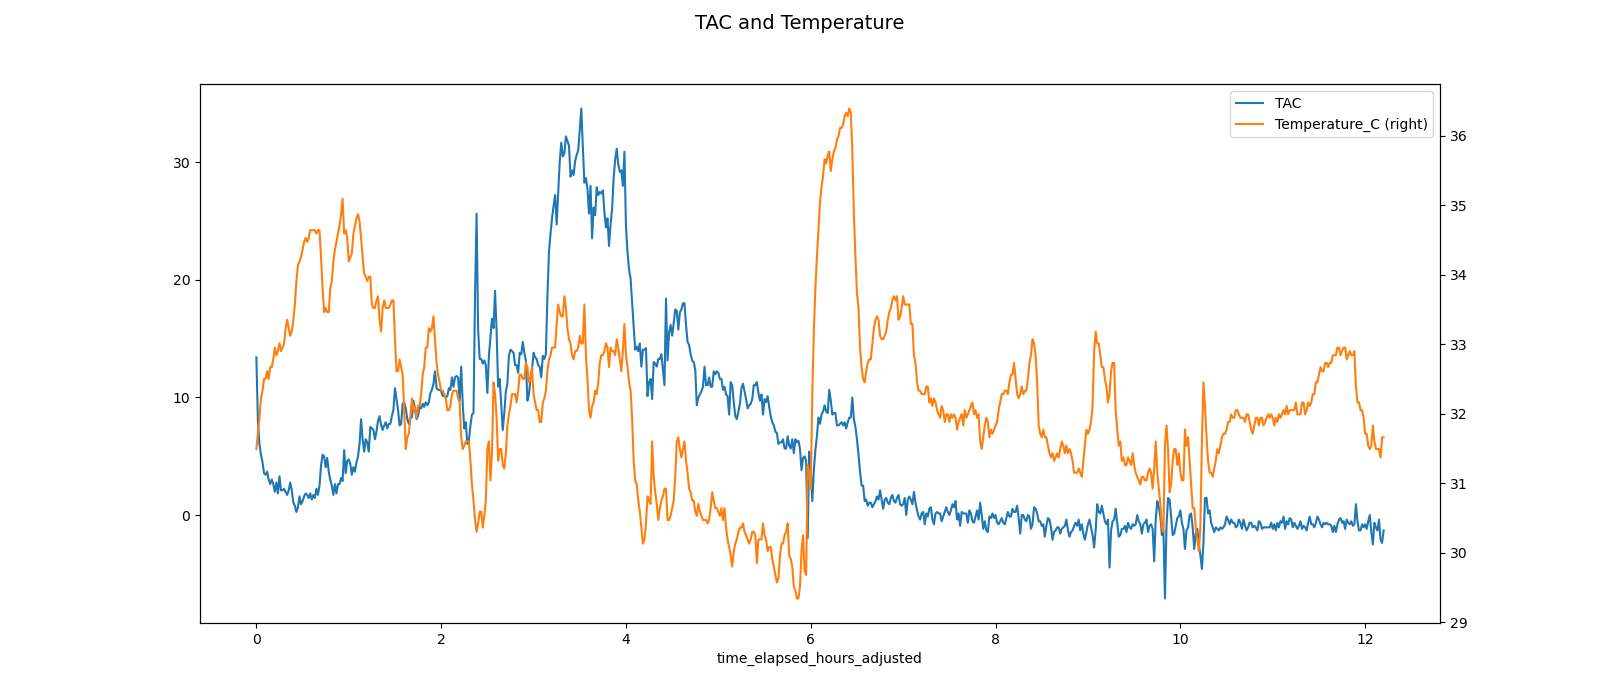 TAC and Temperature
TAC
Temperature_C (right)
30
20
10
0
36
35
34
33
32
31
30
29
0 2 4 6 8 10 12
time_elapsed_hours_adjusted